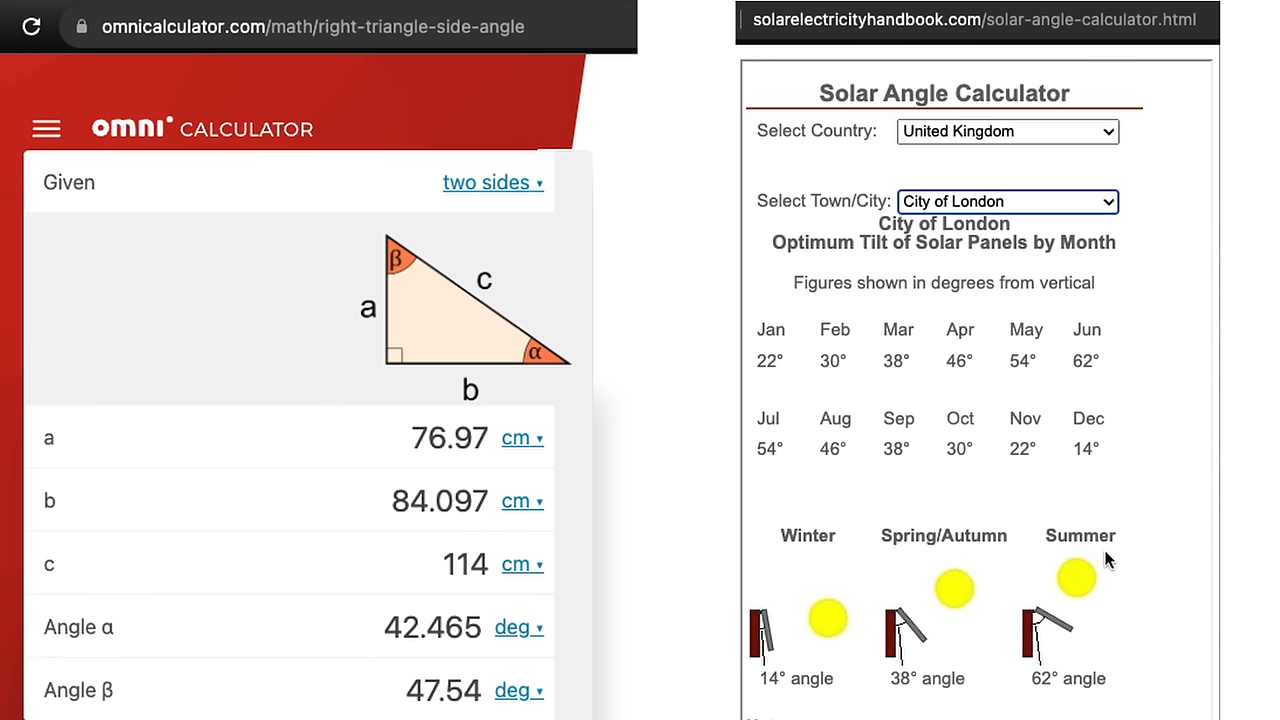 omnicalculator.com/math/right-triangle-side-angle
omni CALCULATOR
Given two sides
β
a
c
α
b
a 76.97 cm
b 84.097 cm
c 114 cm
Angle α 42.465 deg
Angle β 47.54 deg
solarelectricityhandbook.com/solar-angle-calculator.html
Solar Angle Calculator
Select Country: United Kingdom
Select Town/City: City of London
City of London
Optimum Tilt of Solar Panels by Month
Figures shown in degrees from vertical
Jan Feb Mar Apr May Jun
22° 30° 38° 46° 54° 62°
Jul Aug Sep Oct Nov Dec
54° 46° 38° 30° 22° 14°
Winter Spring/Autumn Summer
14° angle 38° angle 62° angle